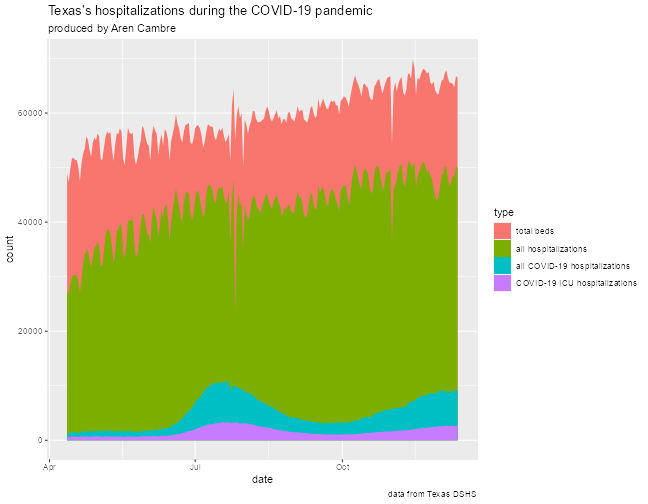 Texas's hospitalizations during the COVID-19 pandemic
produced by Aren Cambre
60000
40000
20000
0
count
Apr
Jul
Oct
date
type
total beds
all hospitalizations
all COVID-19 hospitalizations
COVID-19 ICU hospitalizations
data from Texas DSHS